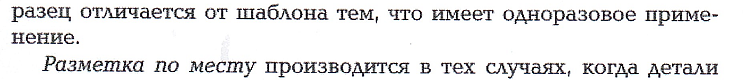 разец отличается от шаблона тем, что имеет одноразовое приме-
нение.
Разметка по месту производится в тех случаях, когда детали